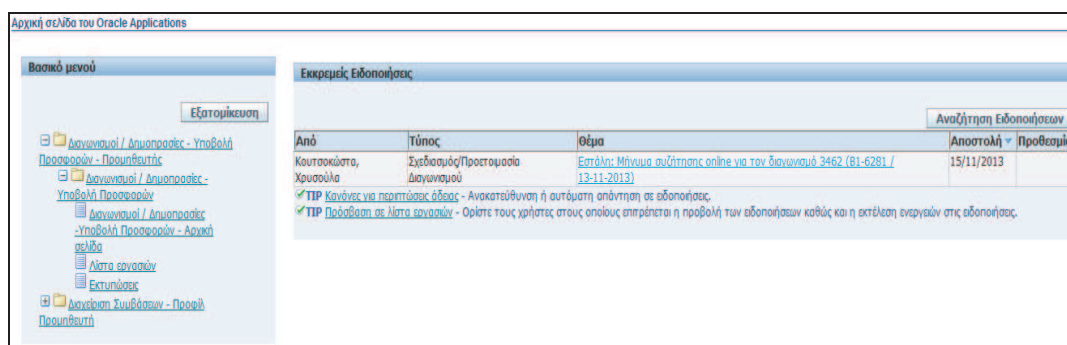 Αρχική σελίδα του Oracle Applications
Βασικό μενού
Εξατομίκευση
Διαγωνισμοί / Δημοπρασίες - Υποβολή
Προσφορών - Προμηθευτής
Διαγωνισμοί / Δημοπρασίες -
Υποβολή Προσφορών
Διαγωνισμοί / Δημοπρασίες
-Υποβολή Προσφορών - Αρχική
σελίδα
Λίστα εργασιών
Εκτυπώσεις
Διαχείριση Συμβάσεων - Προφίλ
Προμηθευτή
Εκκρεμείς Ειδοποιήσεις
Αναζήτηση Ειδοποιήσεων
Από Τύπος Θέμα Αποστολή Προθεσμί
Κουτσοκώστα, Σχεδιασμός/Προετοιμασία Εστάλη: Μήνυμα συζήτησης online για τον διαγωνισμό 3462 (Β1-6281 / 15/11/2013
Χρυσούλα Διαγωνισμού 13-11-2013)
TIP Κανόνες για περιπτώσεις άδειας - Ανακατεύθυνση ή αυτόματη απάντηση σε ειδοποιήσεις.
TIP Πρόσβαση σε λίστα εργασιών - Ορίστε τους χρήστες στους οποίους επιτρέπεται η προβολή των ειδοποιήσεων καθώς και η εκτέλεση ενεργειών στις ειδοποιήσεις.